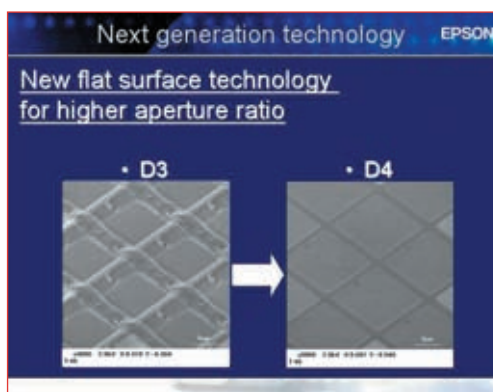 Next generation technology EPSON
New flat surface technology
for higher aperture ratio
• D3 • D4